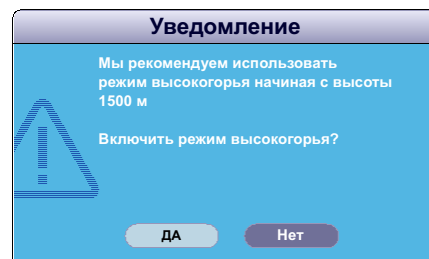 Уведомление
Мы рекомендуем использовать
режим высокогорья начиная с высоты
1500 м
Включить режим высокогорья?
ДА
Нет